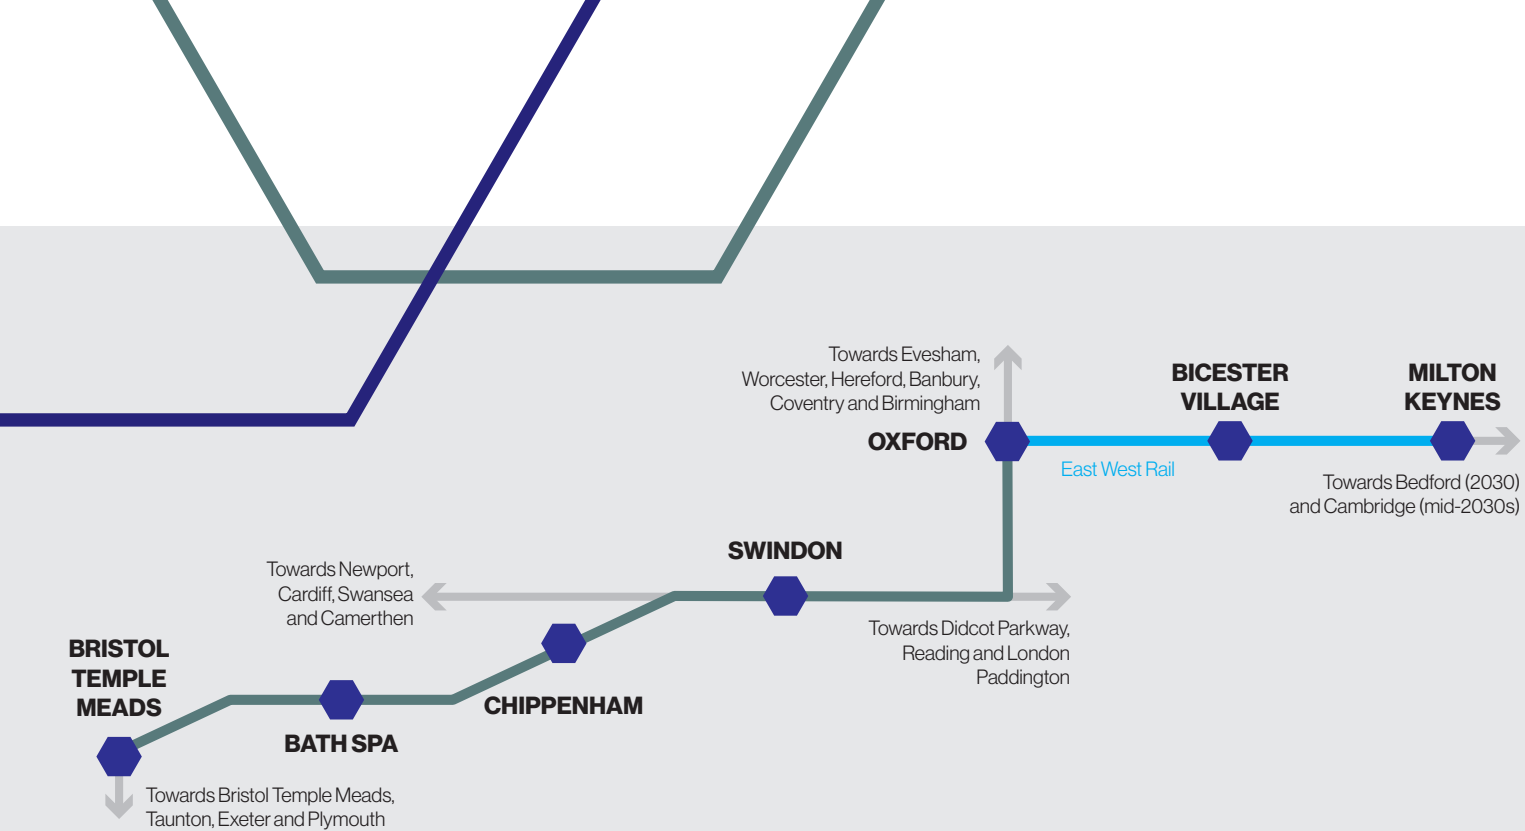 Towards Evesham,
Worcester, Hereford, Banbury,
Coventry and Birmingham
OXFORD
East West Rail
BICESTER
VILLAGE
MILTON
KEYNES
Towards Bedford (2030)
and Cambridge (mid-2030s)
SWINDON
Towards Newport,
Cardiff, Swansea
and Camerthen
Towards Didcot Parkway,
Reading and London
Paddington
BRISTOL
TEMPLE
MEADS
CHIPPENHAM
BATH SPA
Towards Bristol Temple Meads,
Taunton, Exeter and Plymouth